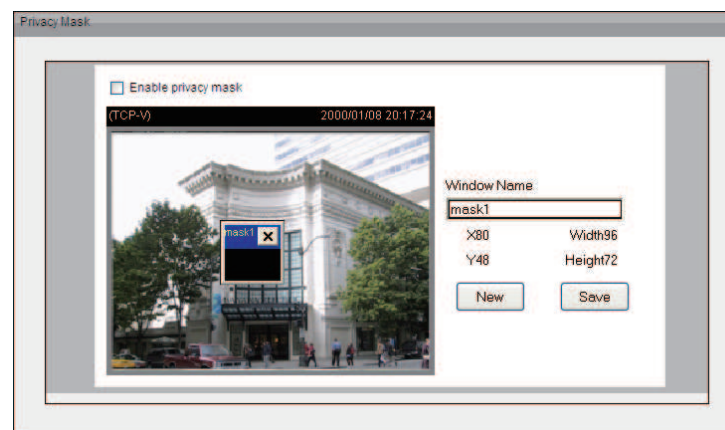 Privacy Mask
Enable privacy mask
(TCP-V) 2000/01/08 20:17:24
mask1
Window Name
mask1
X80 Width96
Y48 Height72
New Save